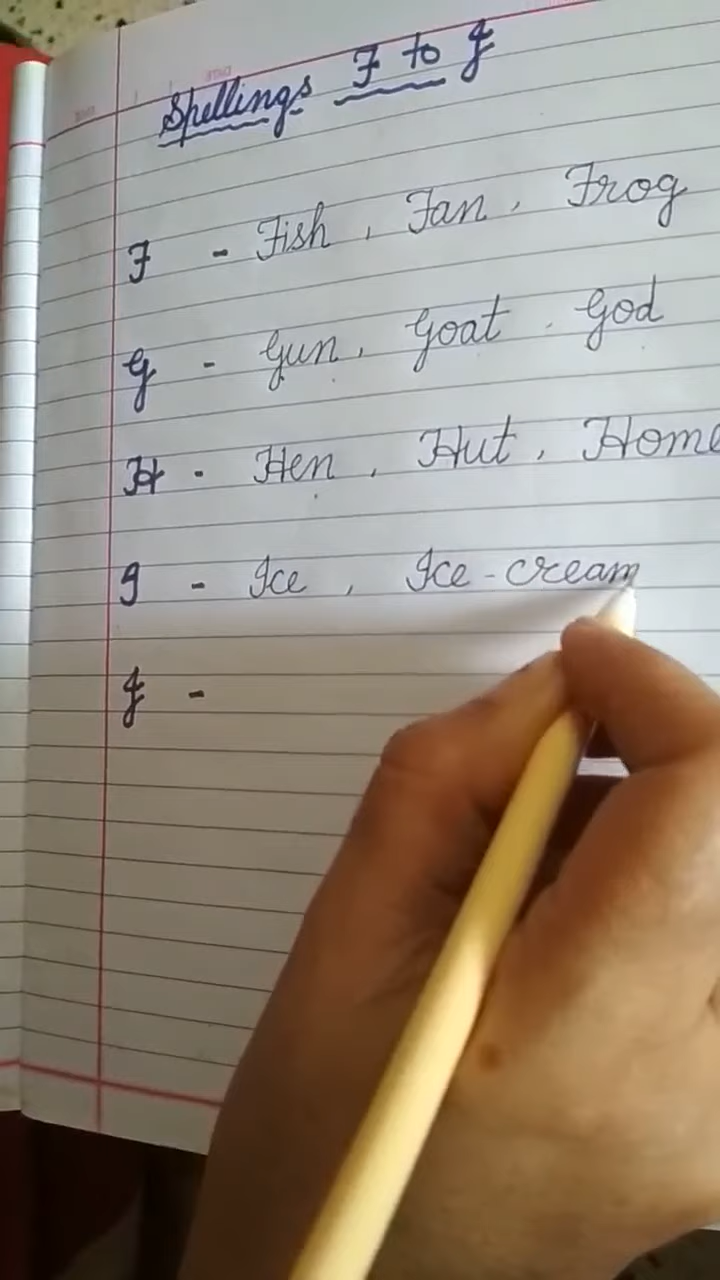 Spellings F to J
F - Fish, Fan, Frog
G - Gun, Goat, God
H - Hen, Hut, Home
I - Ice, Ice-cream
J -